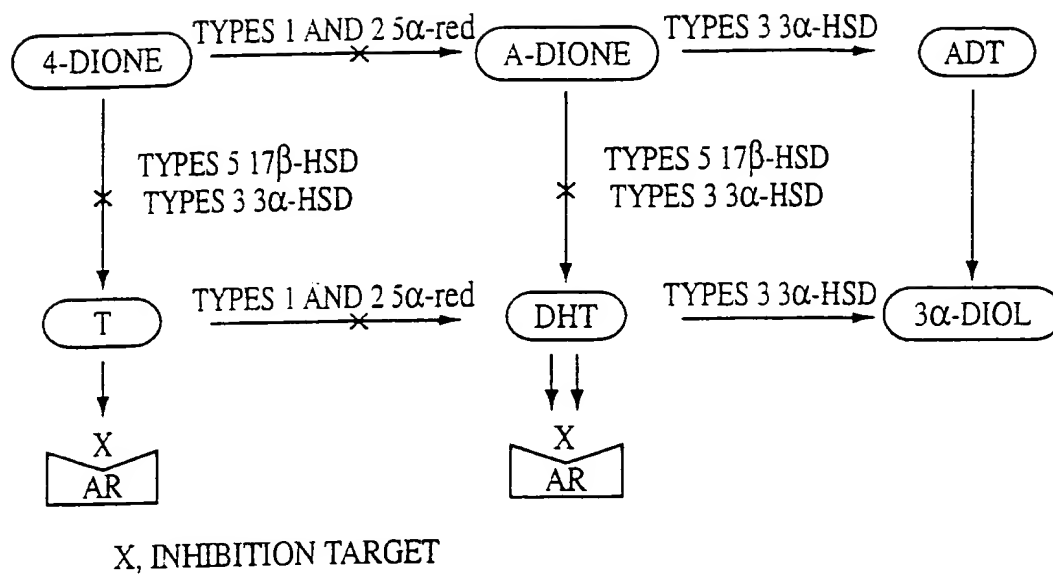 TYPES 1 AND 2 5α-red
TYPES 3 3α-HSD
4-DIONE
A-DIONE
ADT
TYPES 5 17β-HSD
TYPES 3 3α-HSD
TYPES 5 17β-HSD
TYPES 3 3α-HSD
TYPES 1 AND 2 5α-red
TYPES 3 3α-HSD
T
DHT
3α-DIOL
X
AR
X
AR
X, INHIBITION TARGET